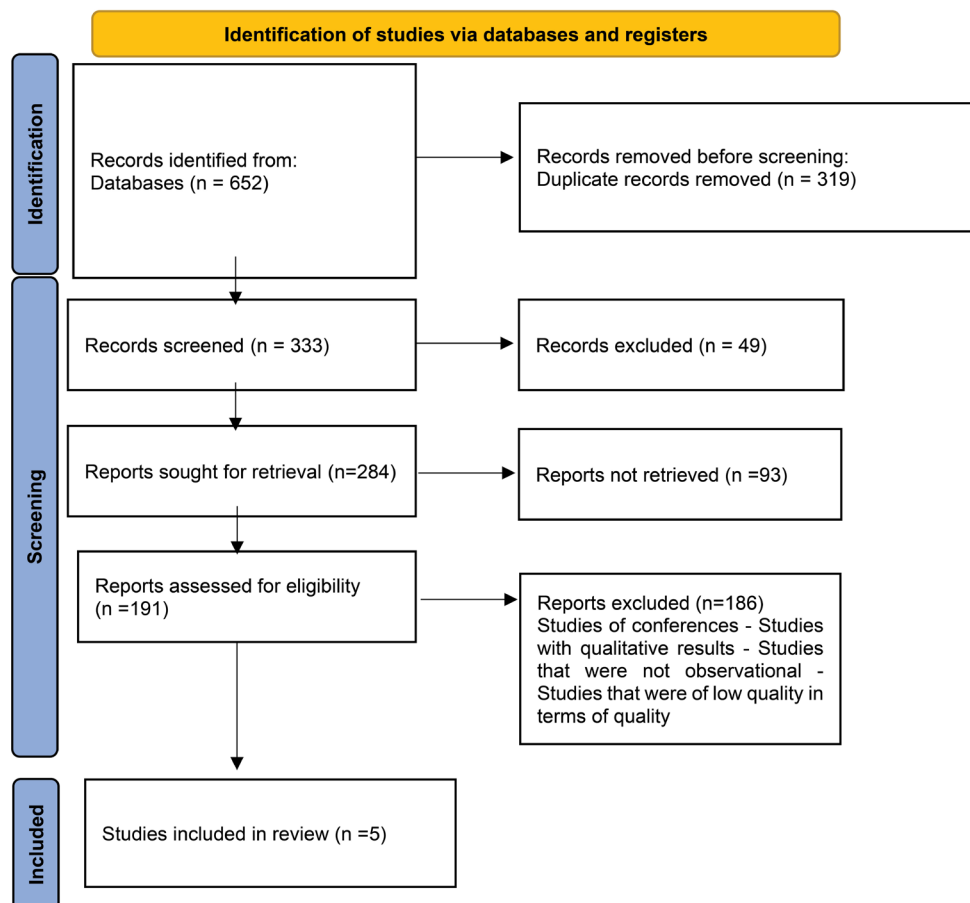 Identification of studies via databases and registers
Identification
Records identified from:
Databases (n = 652)
Records removed before screening:
Duplicate records removed (n = 319)
Screening
Records screened (n = 333)
Records excluded (n = 49)
Reports sought for retrieval (n=284)
Reports not retrieved (n =93)
Reports assessed for eligibility
(n =191)
Reports excluded (n=186)
Studies of conferences - Studies
with qualitative results - Studies
that were not observational -
Studies that were of low quality in
terms of quality
Included
Studies included in review (n =5)